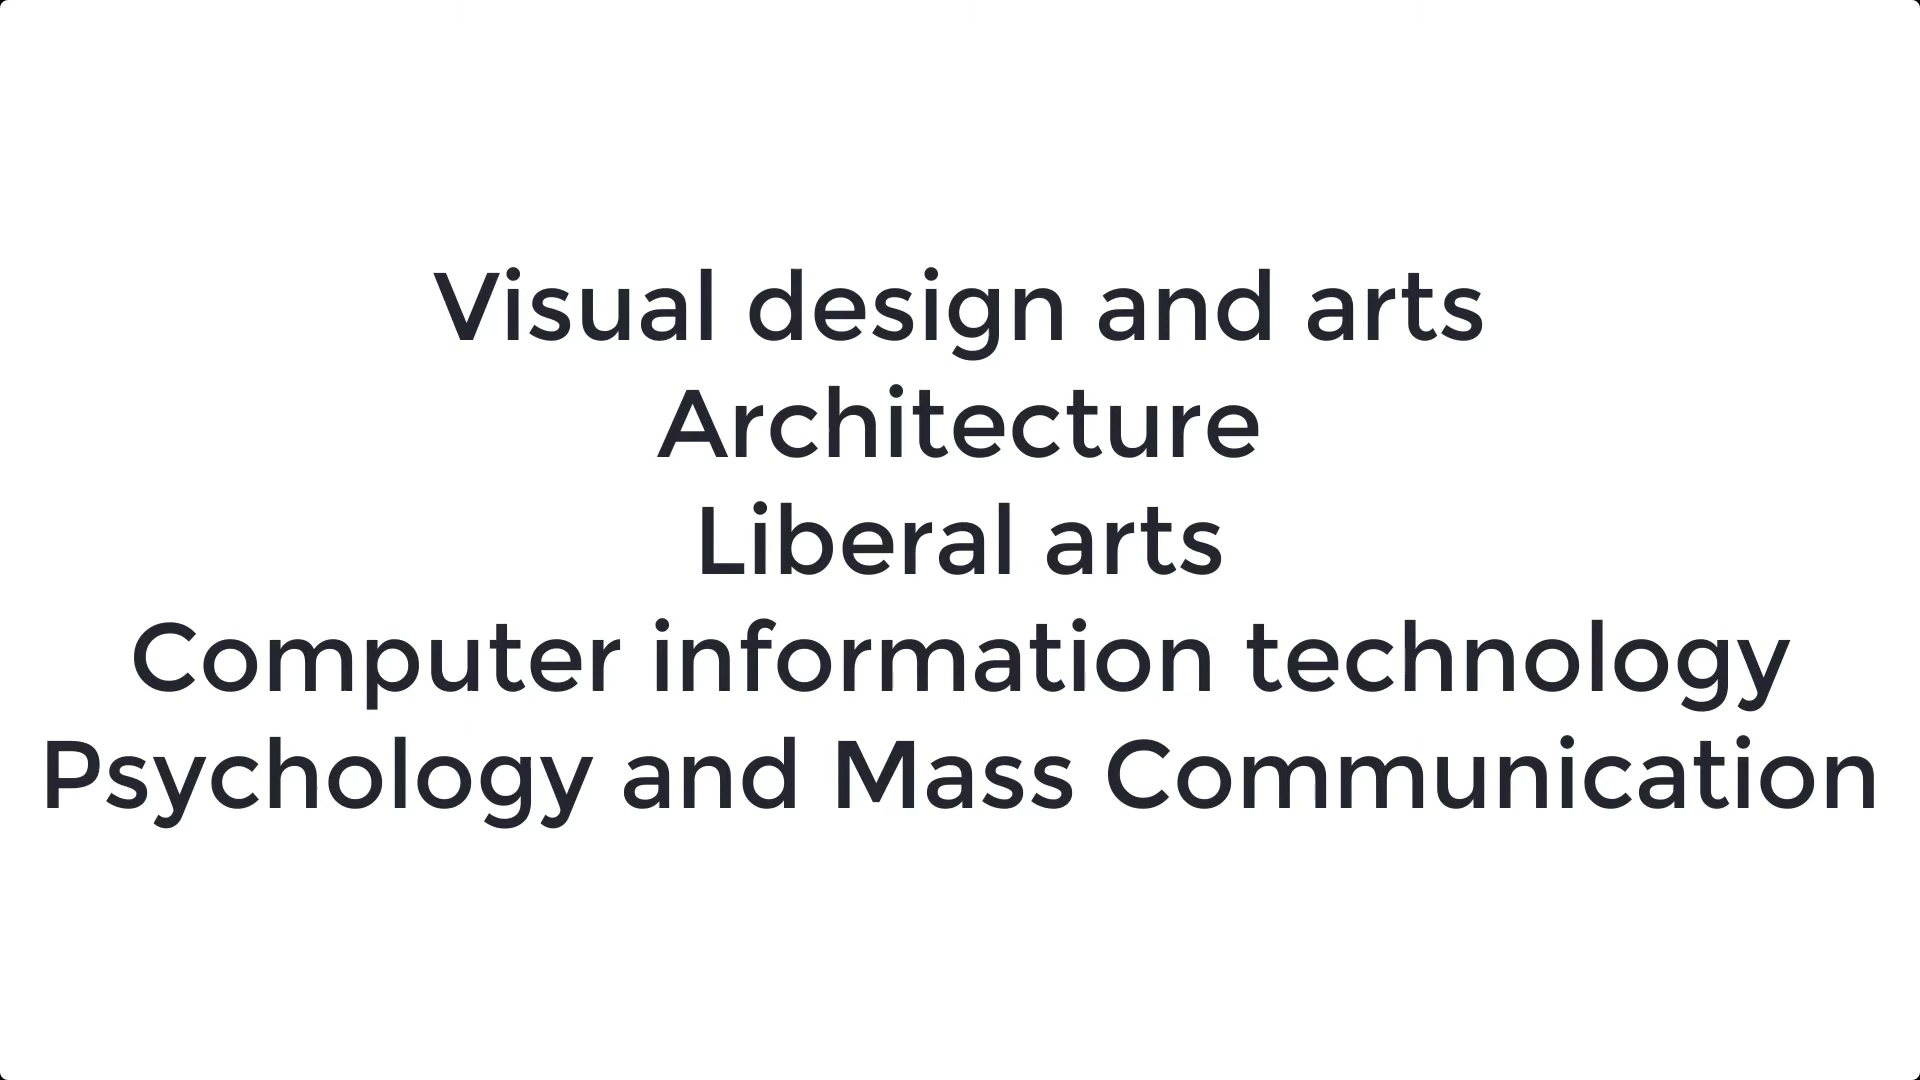 Visual design and arts
Architecture
Liberal arts
Computer information technology
Psychology and Mass Communication